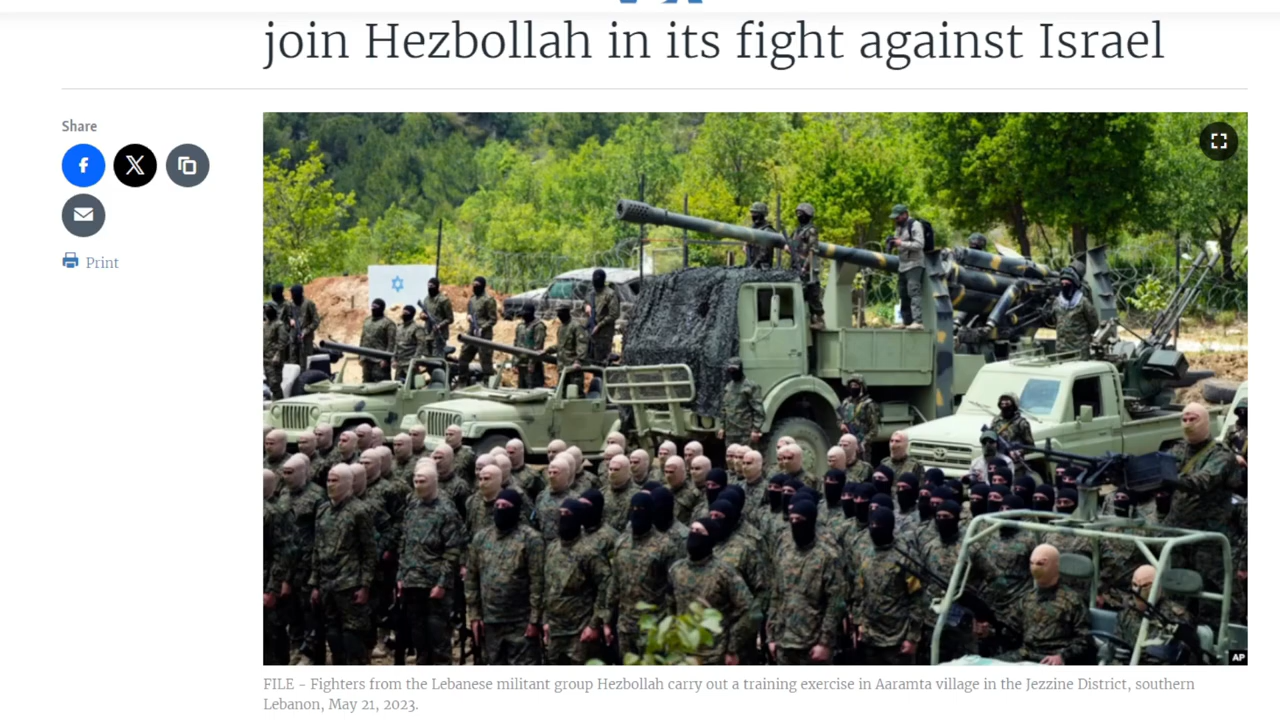 join Hezbollah in its fight against Israel
Share
Print
AP
FILE - Fighters from the Lebanese militant group Hezbollah carry out a training exercise in Aaramta village in the Jezzine District, southern
Lebanon, May 21, 2023.